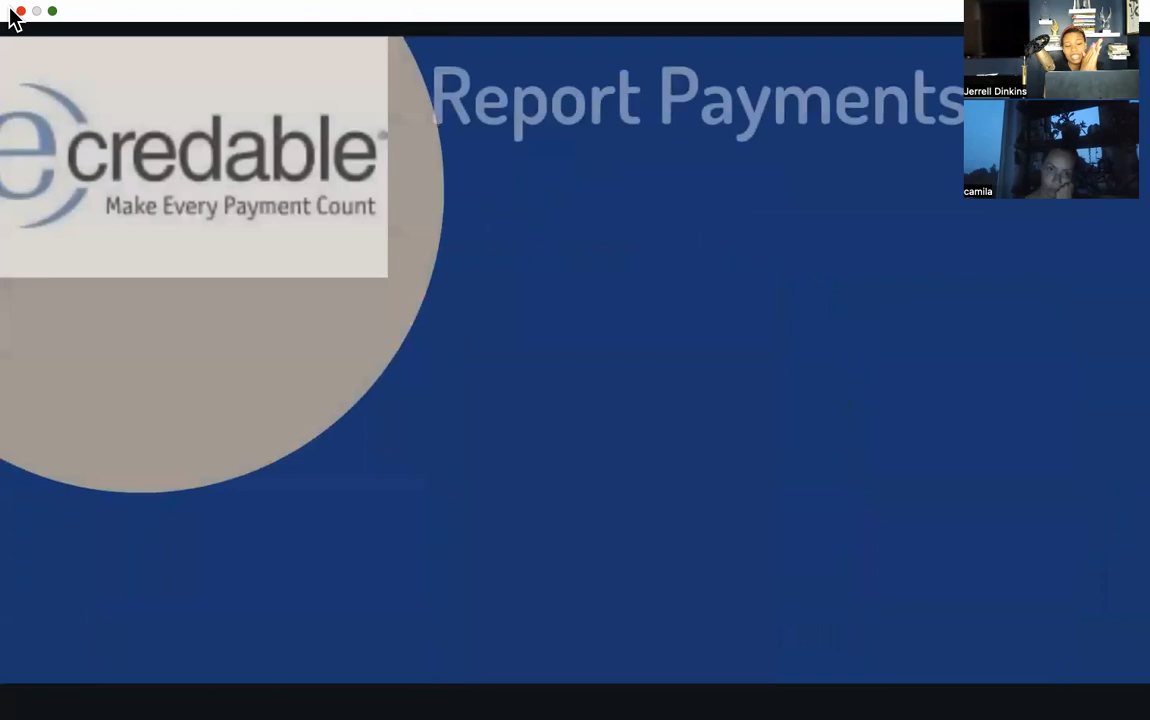 ecredable®
Make Every Payment Count
Report Payments
Jerrell Dinkins
camila